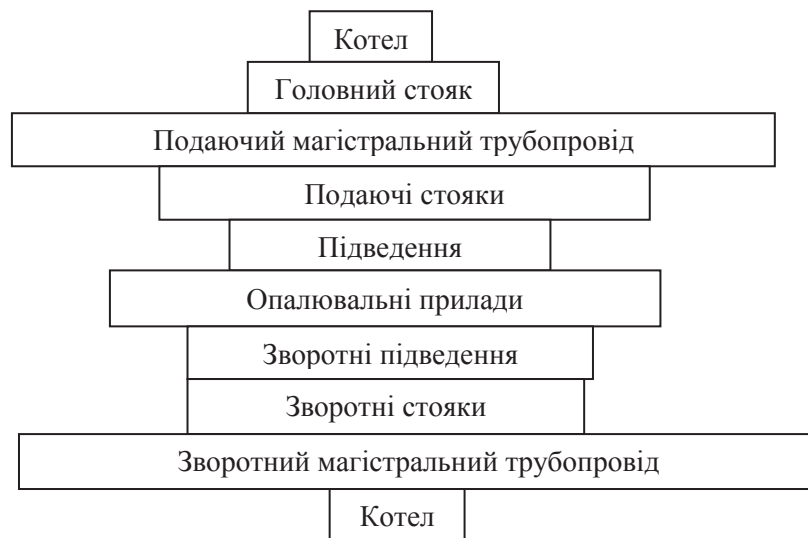 Котел
Головний стояк
Подаючий магістральний трубопровід
Подаючі стояки
Підведення
Опалювальні прилади
Зворотні підведення
Зворотні стояки
Зворотний магістральний трубопровід
Котел